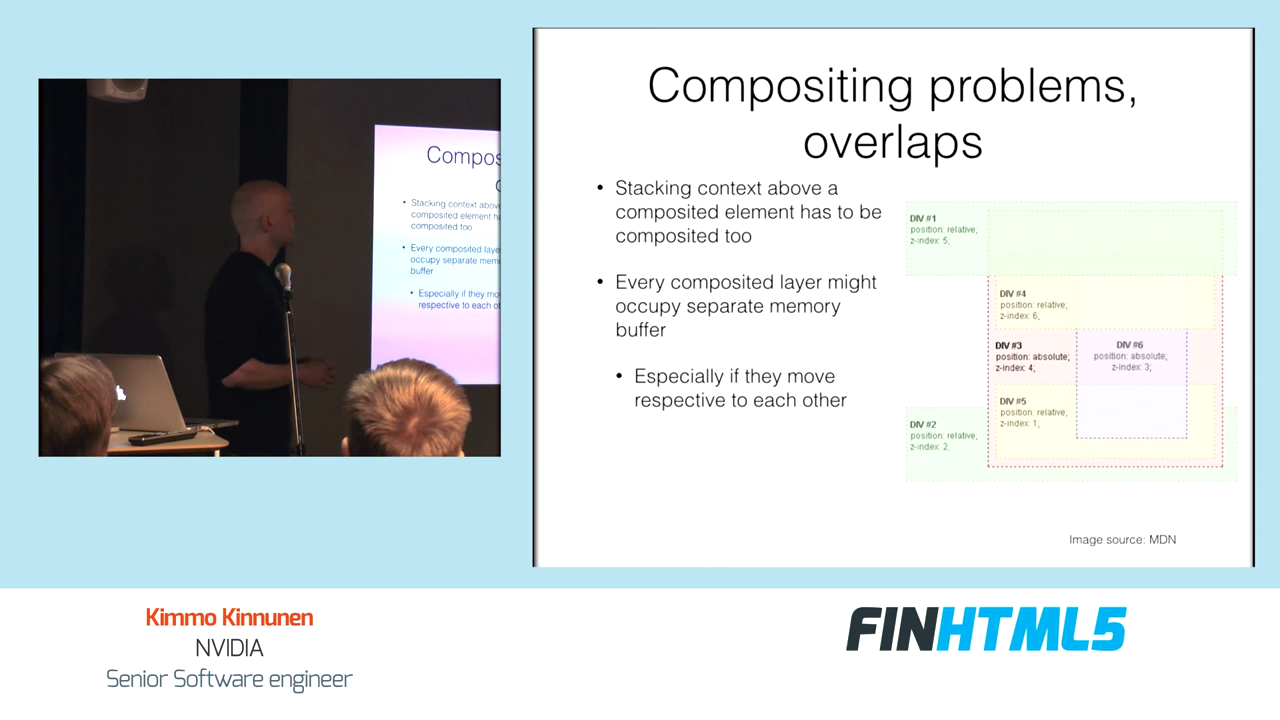 Compos
Stacking context above
composited element ha
composited too
Every composited laye
occupy separate mem
buffer
Especially if they mo
respective to each ot
Compositing problems,
overlaps
• Stacking context above a
composited element has to be
composited too
• Every composited layer might
occupy separate memory
buffer
• Especially if they move
respective to each other
DIV #1
position: relative;
z-index: 5;
DIV #4
position: relative;
z-index: 6;
DIV #3
position: absolute;
z-index: 4;
DIV #6
position: absolute;
z-index: 3;
DIV #5
position: relative;
z-index: 1;
DIV #2
position: relative;
z-index: 2;
Image source: MDN
Kimmo Kinnunen
NVIDIA
Senior Software engineer
FINHTML5